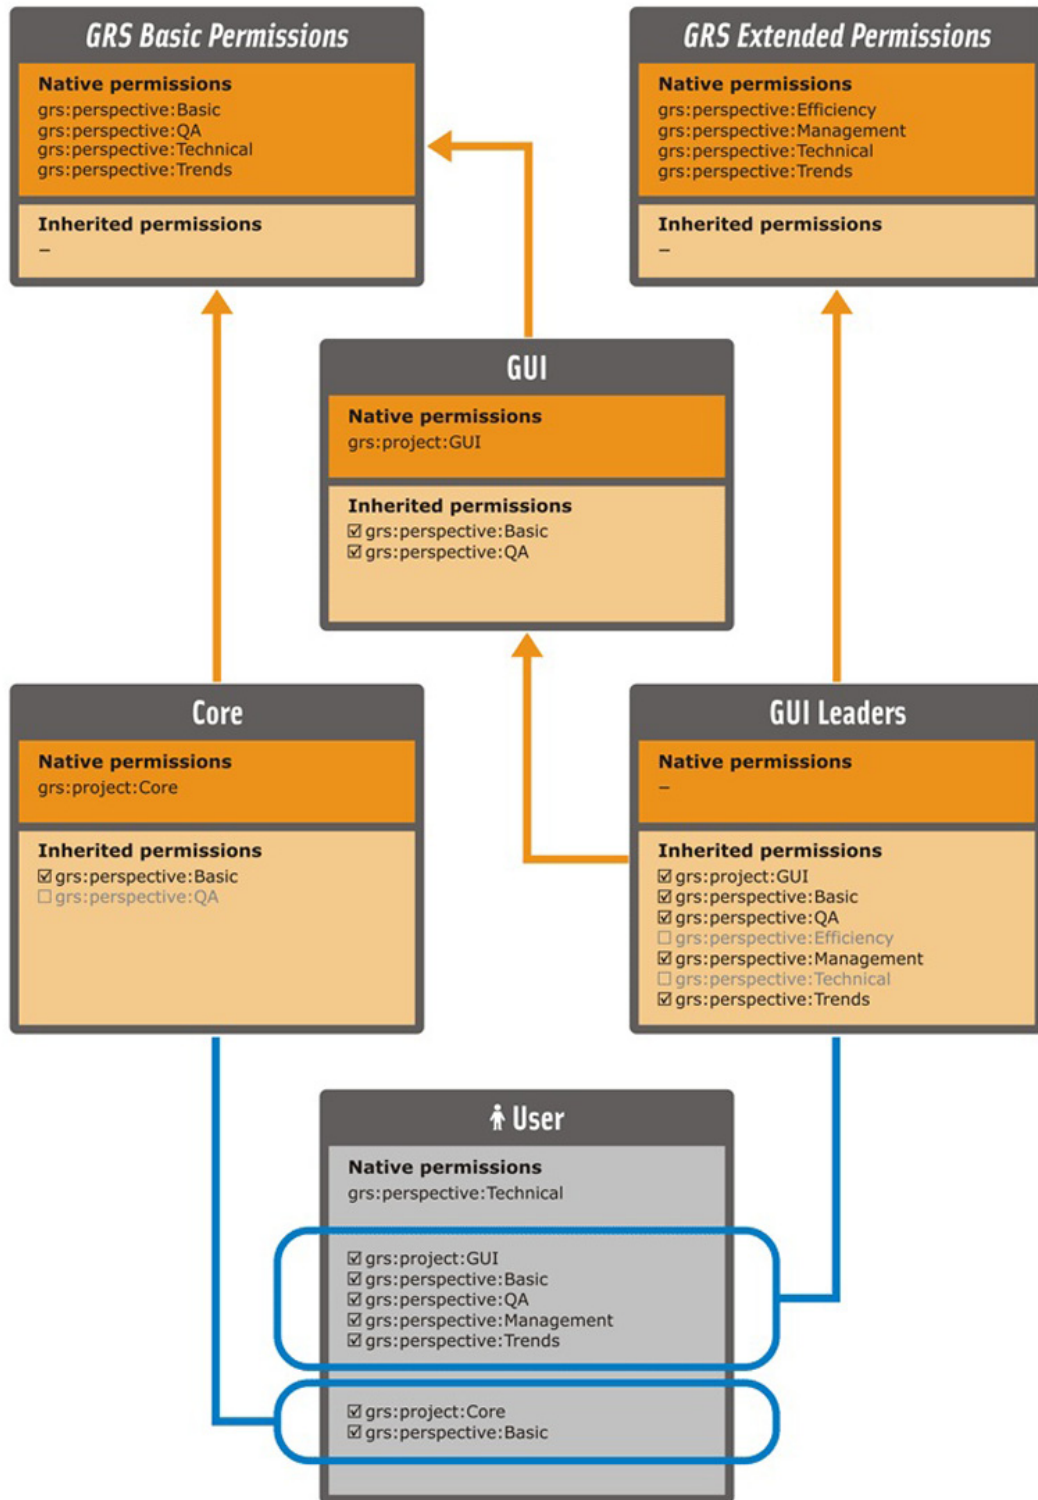 GRS Basic Permissions
Native permissions
grs:perspective:Basic
grs:perspective:QA
grs:perspective:Technical
grs:perspective:Trends
Inherited permissions
–
GRS Extended Permissions
Native permissions
grs:perspective:Efficiency
grs:perspective:Management
grs:perspective:Technical
grs:perspective:Trends
Inherited permissions
–
GUI
Native permissions
grs:project:GUI
Inherited permissions
☑ grs:perspective:Basic
☑ grs:perspective:QA
Core
Native permissions
grs:project:Core
Inherited permissions
☑ grs:perspective:Basic
☐ grs:perspective:QA
GUI Leaders
Native permissions
–
Inherited permissions
☑ grs:project:GUI
☑ grs:perspective:Basic
☑ grs:perspective:QA
☐ grs:perspective:Efficiency
☑ grs:perspective:Management
☐ grs:perspective:Technical
☑ grs:perspective:Trends
User
Native permissions
grs:perspective:Technical
☑ grs:project:GUI
☑ grs:perspective:Basic
☑ grs:perspective:QA
☑ grs:perspective:Management
☑ grs:perspective:Trends
☑ grs:project:Core
☑ grs:perspective:Basic